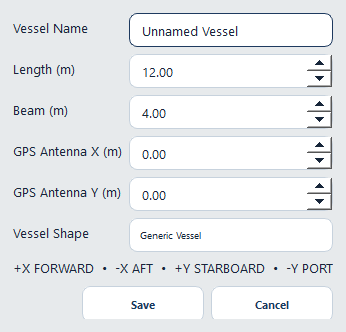 Vessel Name Unnamed Vessel
Length (m) 12.00
Beam (m) 4.00
GPS Antenna X (m) 0.00
GPS Antenna Y (m) 0.00
Vessel Shape Generic Vessel
+X FORWARD • -X AFT • +Y STARBOARD • -Y PORT
Save Cancel